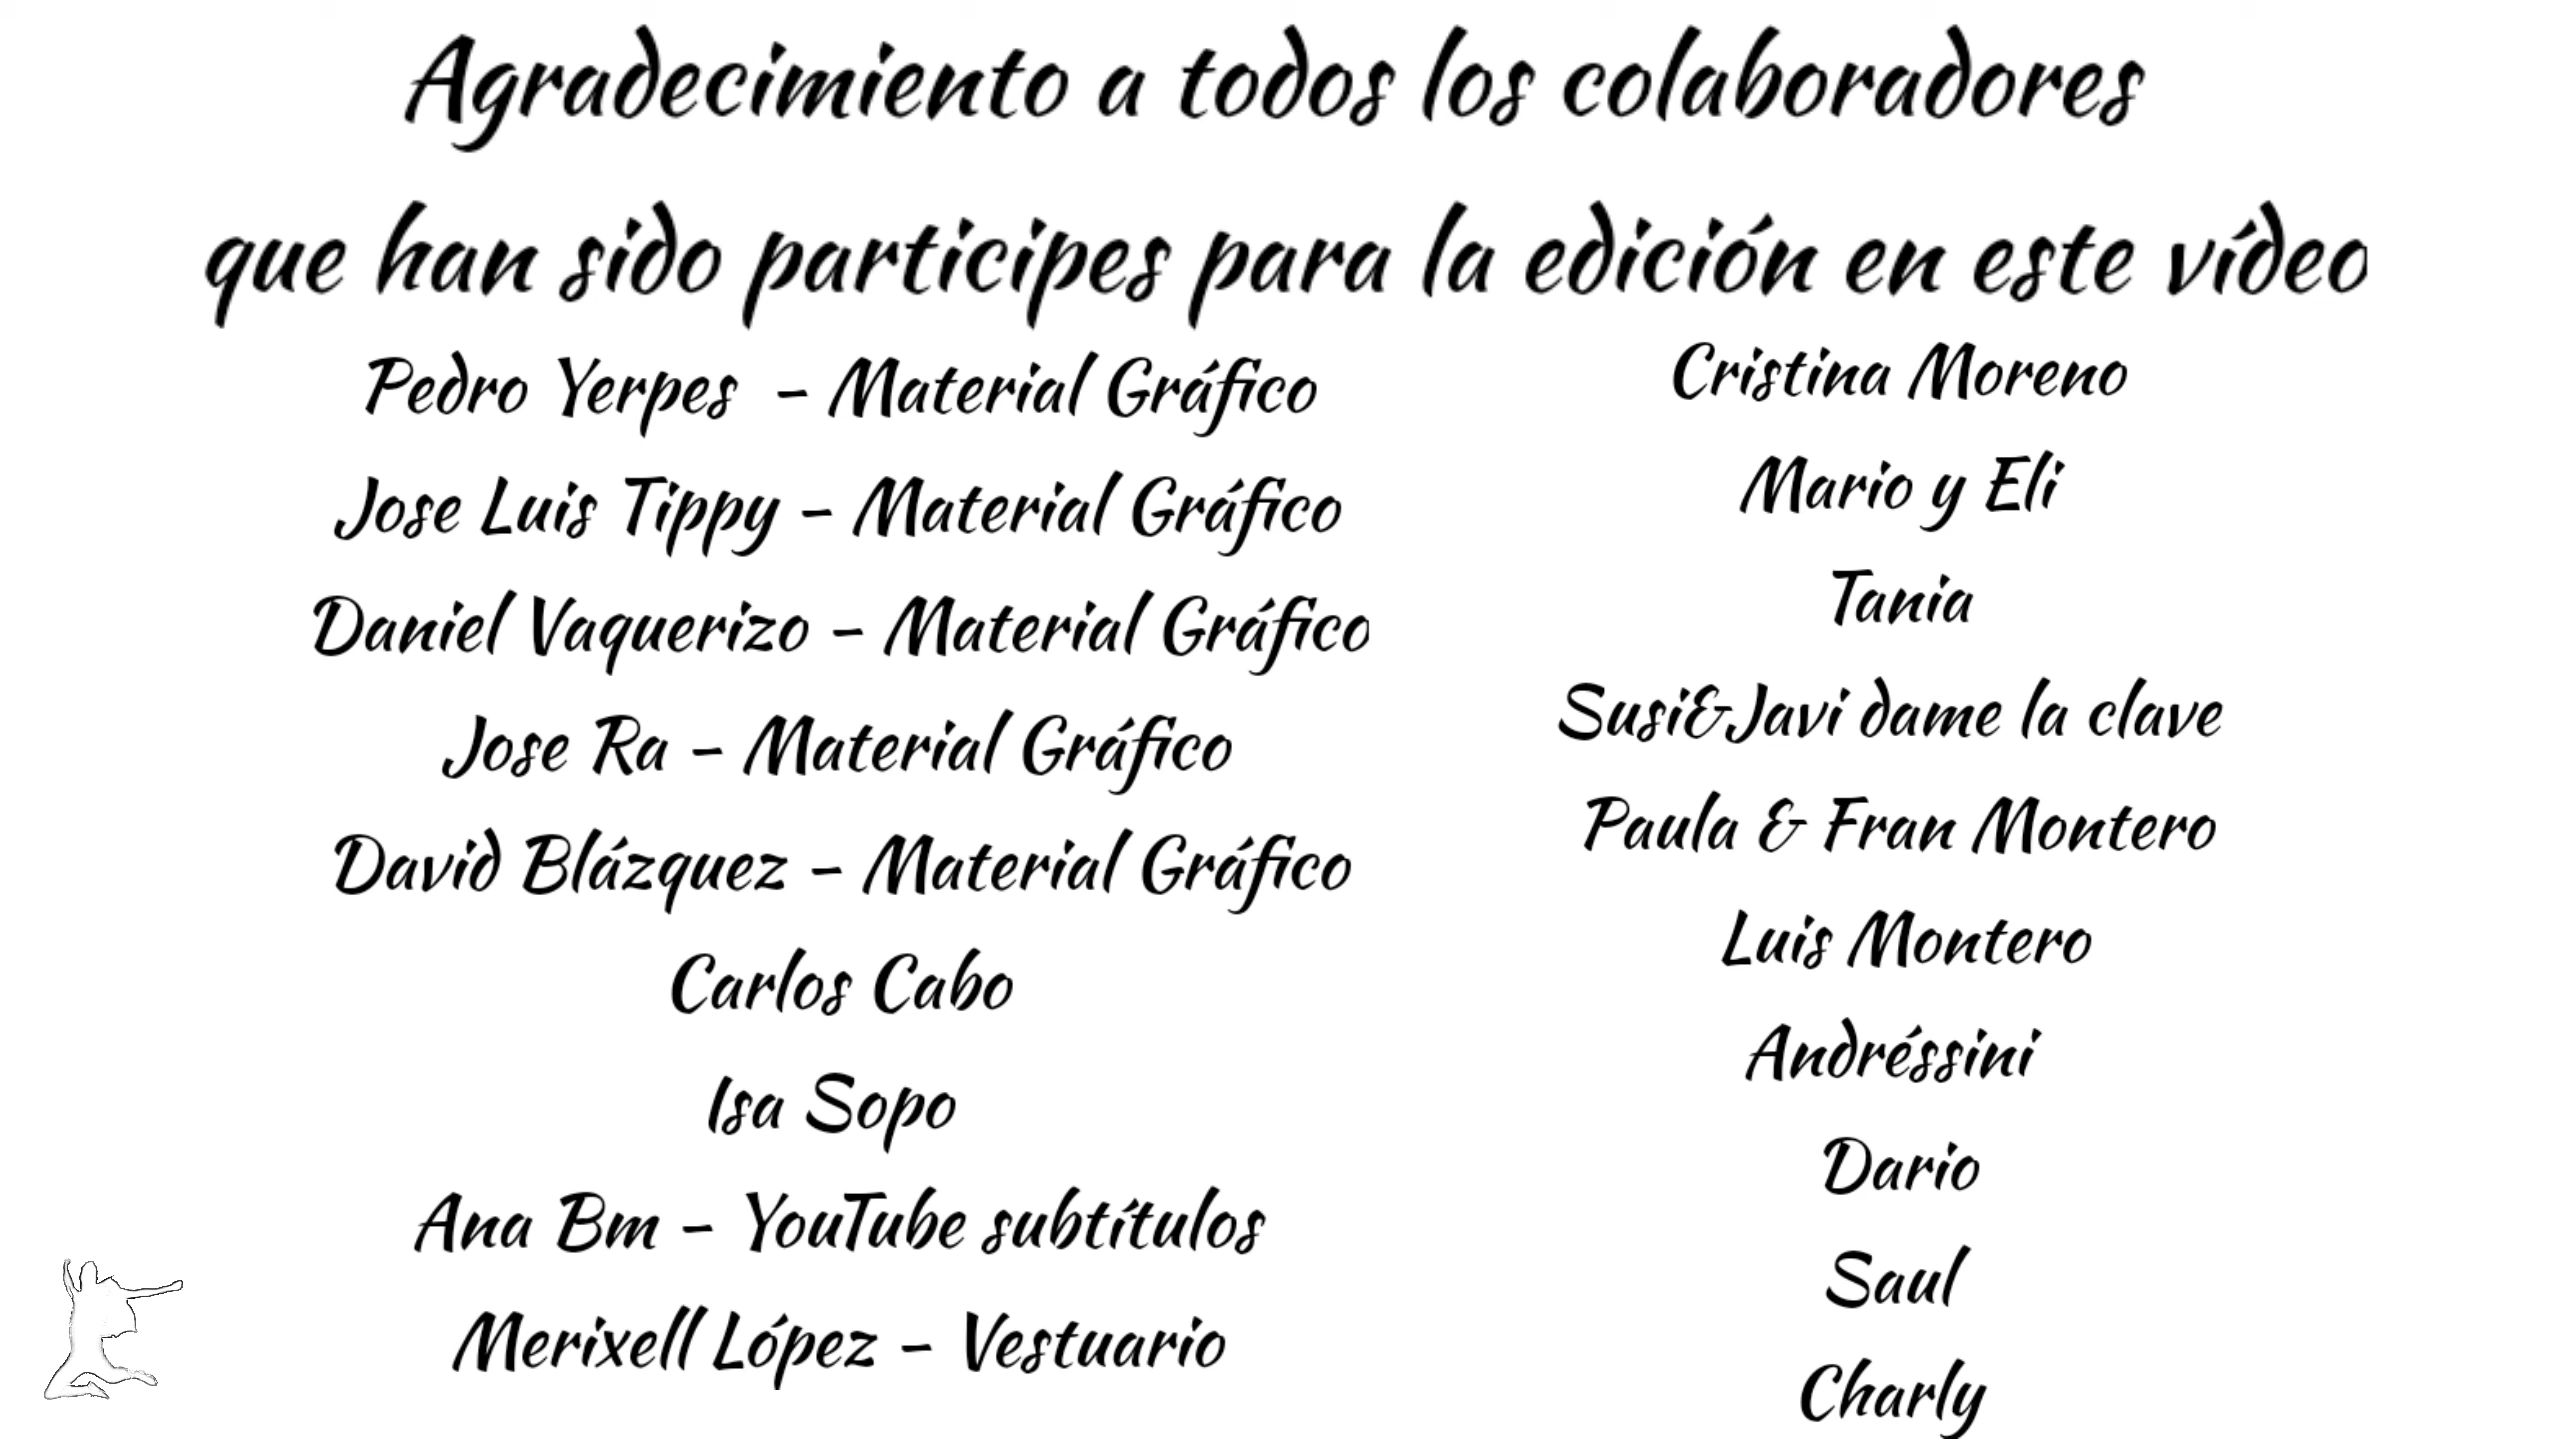 Agradecimiento a todos los colaboradores
que han sido participes para la edición en este vídeo
Pedro Yerpes - Material Gráfico
Jose Luis Tippy - Material Gráfico
Daniel Vaquerizo - Material Gráfico
Jose Ra - Material Gráfico
David Blázquez - Material Gráfico
Carlos Cabo
Isa Sopo
Ana Bm - YouTube subtítulos
Merixell López - Vestuario
Cristina Moreno
Mario y Eli
Tania
Susi&Javi dame la clave
Paula & Fran Montero
Luis Montero
Andréssini
Dario
Saul
Charly